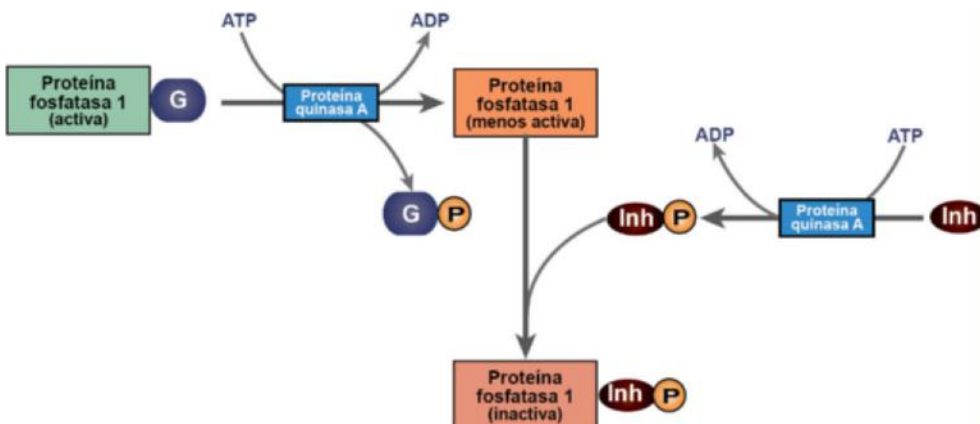 ATP
ADP
Proteína
fosfatasa 1
(activa)
G
Proteína
quinasa A
Proteína
fosfatasa 1
(menos activa)
G
P
ADP
ATP
Inh
P
Proteína
quinasa A
Inh
Proteína
fosfatasa 1
(inactiva)
Inh
P